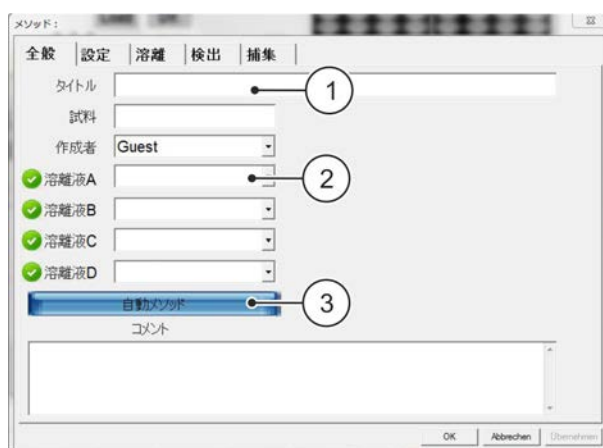 メソッド :
全般 設定 溶離 検出 捕集
タイトル 1
試料
作成者 Guest
溶離液A 2
溶離液B
溶離液C
溶離液D
自動メソッド 3
コメント
OK Abbrechen Übernehmen